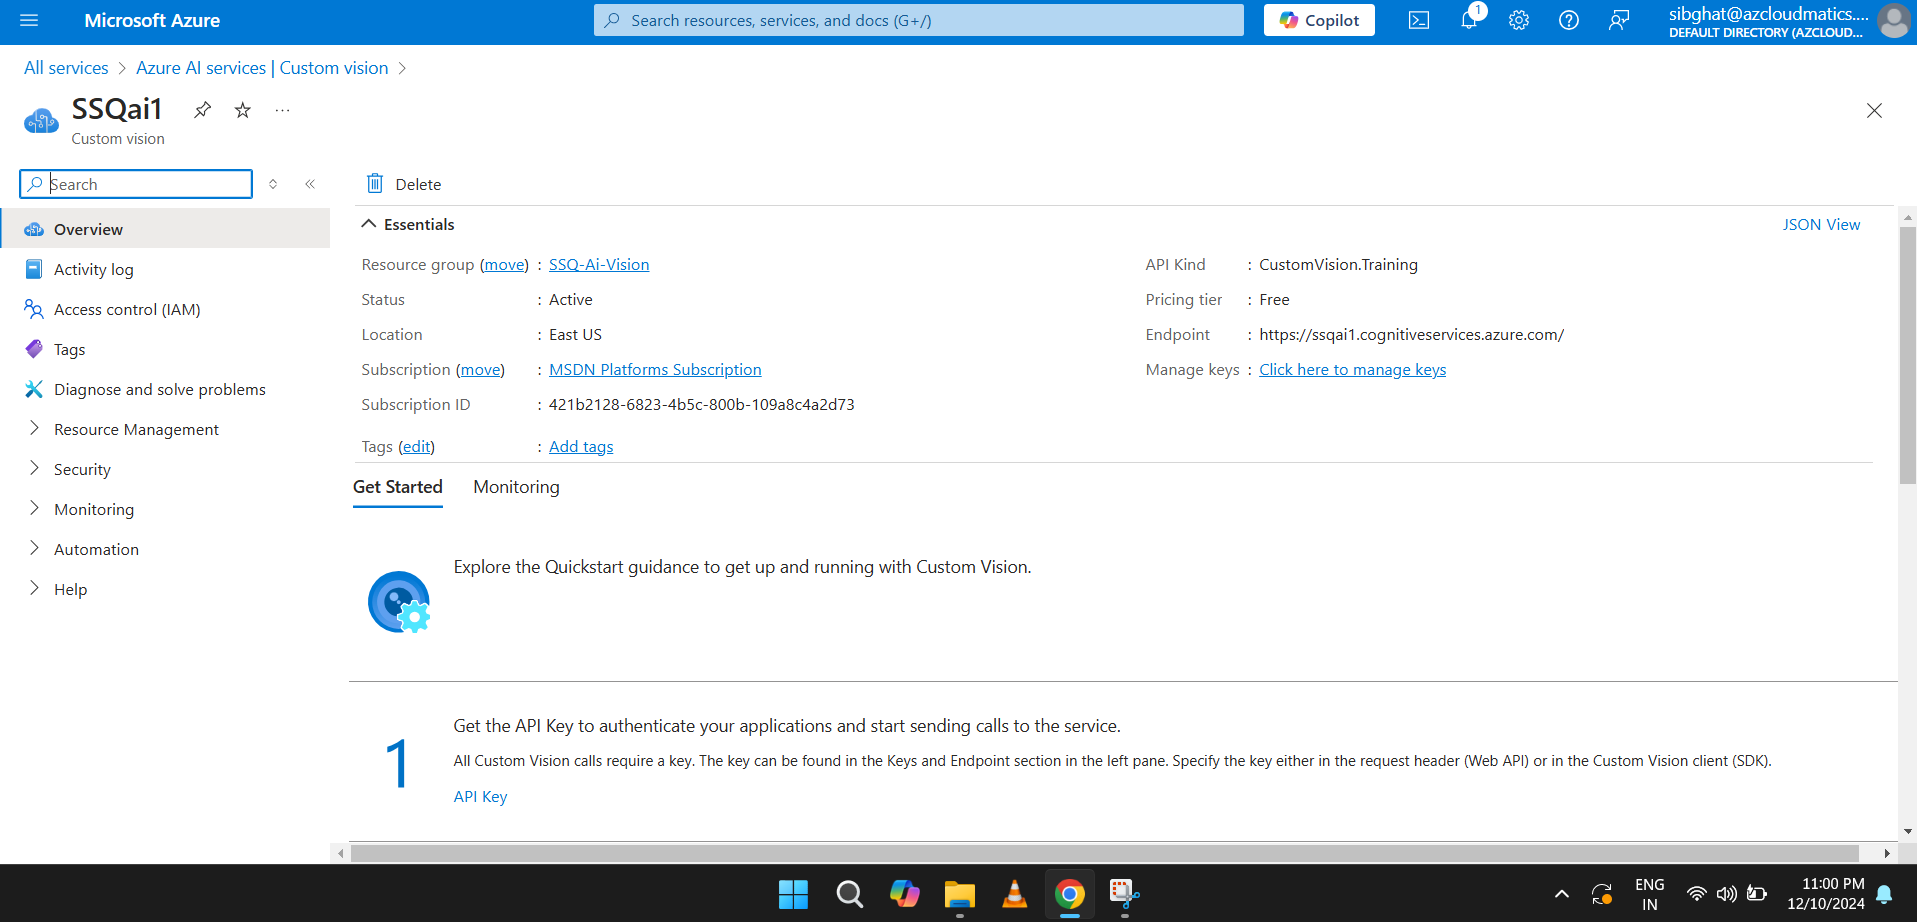 Microsoft Azure
Search resources, services, and docs (G+/)
Copilot
1
sibghat@azcloudmatics....
DEFAULT DIRECTORY (AZCLOUD...
All services > Azure AI services | Custom vision >
SSQai1
...
Custom vision
Search
Delete
Overview
Activity log
Access control (IAM)
Tags
Diagnose and solve problems
Resource Management
Security
Monitoring
Automation
Help
Essentials
JSON View
Resource group (move) : SSQ-Ai-Vision
Status : Active
Location : East US
Subscription (move) : MSDN Platforms Subscription
Subscription ID : 421b2128-6823-4b5c-800b-109a8c4a2d73
Tags (edit) : Add tags
API Kind : CustomVision.Training
Pricing tier : Free
Endpoint : https://ssqai1.cognitiveservices.azure.com/
Manage keys : Click here to manage keys
Get Started Monitoring
Explore the Quickstart guidance to get up and running with Custom Vision.
1
Get the API Key to authenticate your applications and start sending calls to the service.
All Custom Vision calls require a key. The key can be found in the Keys and Endpoint section in the left pane. Specify the key either in the request header (Web API) or in the Custom Vision client (SDK).
API Key
ENG
IN
11:00 PM
12/10/2024